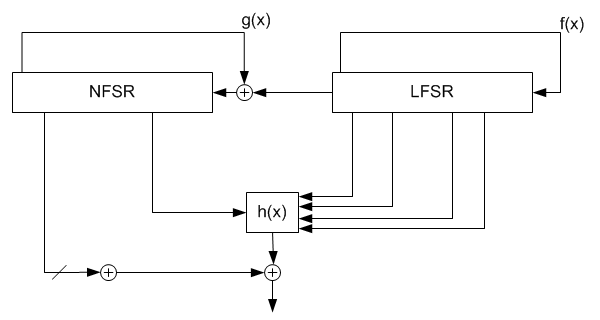 g(x)
f(x)
NFSR
LFSR
h(x)